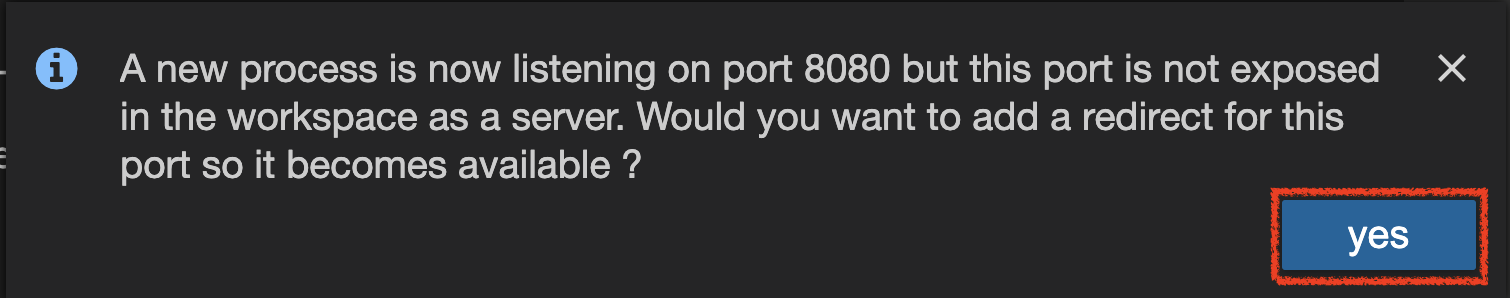 A new process is now listening on port 8080 but this port is not exposed
in the workspace as a server. Would you want to add a redirect for this
port so it becomes available ?
yes